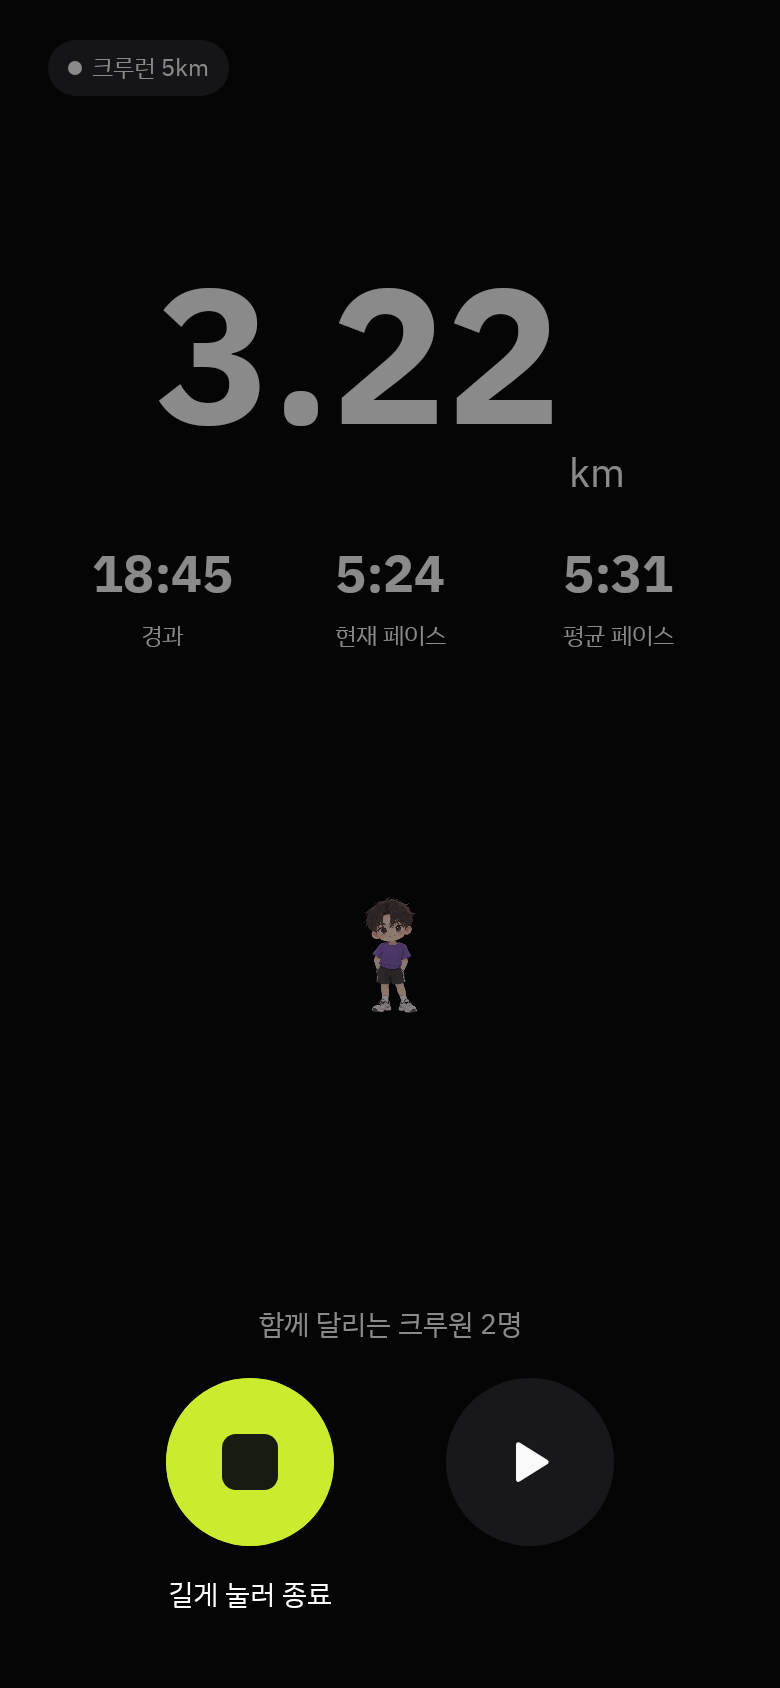 크루런 5km
3.22
km
18:45 5:24 5:31
경과 현재 페이스 평균 페이스
함께 달리는 크루원 2명
길게 눌러 종료